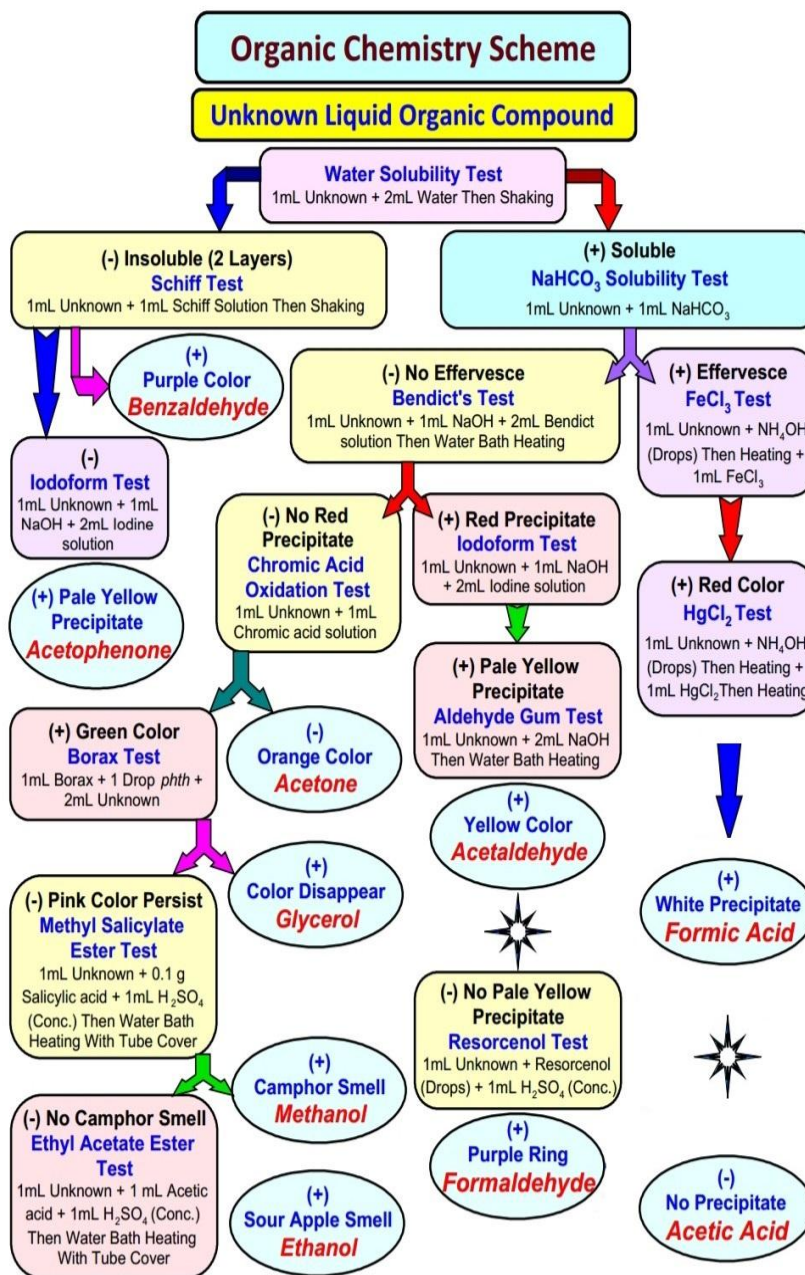 Organic Chemistry Scheme
Unknown Liquid Organic Compound
Water Solubility Test
1mL Unknown + 2mL Water Then Shaking
(-) Insoluble (2 Layers)
Schiff Test
1mL Unknown + 1mL Schiff Solution Then Shaking
(+) Soluble
NaHCO₃ Solubility Test
1mL Unknown + 1mL NaHCO₃
(+)
Purple Color
Benzaldehyde
(-) No Effervesce
Bendict's Test
1mL Unknown + 1mL NaOH + 2mL Bendict
solution Then Water Bath Heating
(+) Effervesce
FeCl₃ Test
1mL Unknown + NH₄OH
(Drops) Then Heating +
1mL FeCl₃
(-)
Iodoform Test
1mL Unknown + 1mL
NaOH + 2mL Iodine
solution
(-) No Red
Precipitate
Chromic Acid
Oxidation Test
1mL Unknown + 1mL
Chromic acid solution
(+) Red Precipitate
Iodoform Test
1mL Unknown + 1mL NaOH
+ 2mL Iodine solution
(+) Red Color
HgCl₂ Test
1mL Unknown + NH₄OH
(Drops) Then Heating +
1mL HgCl₂Then Heating
(+) Pale Yellow
Precipitate
Acetophenone
(+) Pale Yellow
Precipitate
Aldehyde Gum Test
1mL Unknown + 2mL NaOH
Then Water Bath Heating
(+) Green Color
Borax Test
1mL Borax + 1 Drop phth +
2mL Unknown
(-)
Orange Color
Acetone
(+)
Yellow Color
Acetaldehyde
(+)
Color Disappear
Glycerol
(+)
White Precipitate
Formic Acid
(-) Pink Color Persist
Methyl Salicylate
Ester Test
1mL Unknown + 0.1 g
Salicylic acid + 1mL H₂SO₄
(Conc.) Then Water Bath
Heating With Tube Cover
(-) No Pale Yellow
Precipitate
Resorcenol Test
1mL Unknown + Resorcenol
(Drops) + 1mL H₂SO₄ (Conc.)
(+)
Camphor Smell
Methanol
(-) No Camphor Smell
Ethyl Acetate Ester
Test
1mL Unknown + 1 mL Acetic
acid + 1mL H₂SO₄ (Conc.)
Then Water Bath Heating
With Tube Cover
(+)
Sour Apple Smell
Ethanol
(+)
Purple Ring
Formaldehyde
(-)
No Precipitate
Acetic Acid